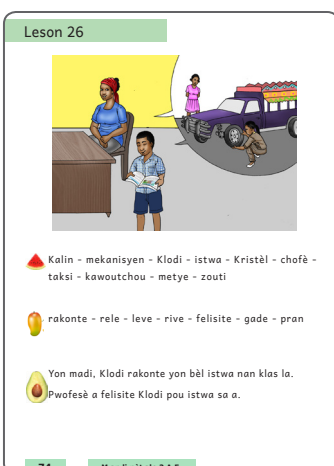 Leson 26
Kalin - mekanisyen - Klodi - istwa - Kristèl - chofè -
taksi - kawoutchou - metye - zouti
rakonte - rele - leve - rive - felisite - gade - pran
Yon madi, Klodi rakonte yon bèl istwa nan klas la.
Pwofesè a felisite Klodi pou istwa sa a.